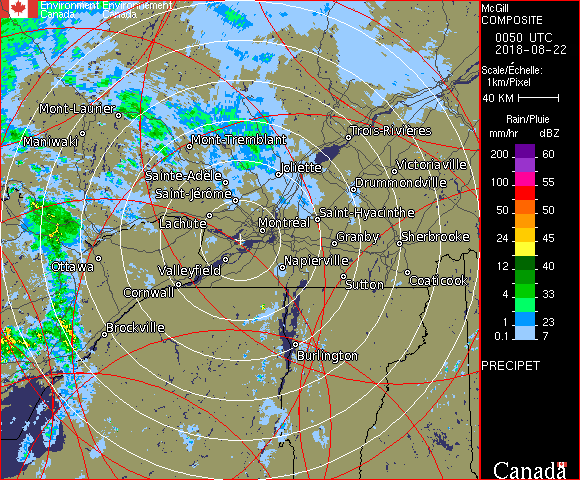 Environment Environnement
Canada Canada
McGill
COMPOSITE
0050 UTC
2018-08-22
Scale/Échelle:
1km/Pixel
40 KM
Rain/Pluie
mm/hr dBZ
200 60
100 55
50 50
24 45
12 40
4 33
1 23
0.1 7
PRECIPET
Canada
Mont-Laurier
Maniwaki
Mont-Tremblant
Trois-Rivières
Sainte-Adèle
Joliette
Victoriaville
Saint-Jérôme
Drummondville
Lachute
Montréal
Saint-Hyacinthe
Granby
Sherbrooke
Ottawa
Valleyfield
Napierville
Cornwall
Sutton
Coaticook
Brockville
Burlington